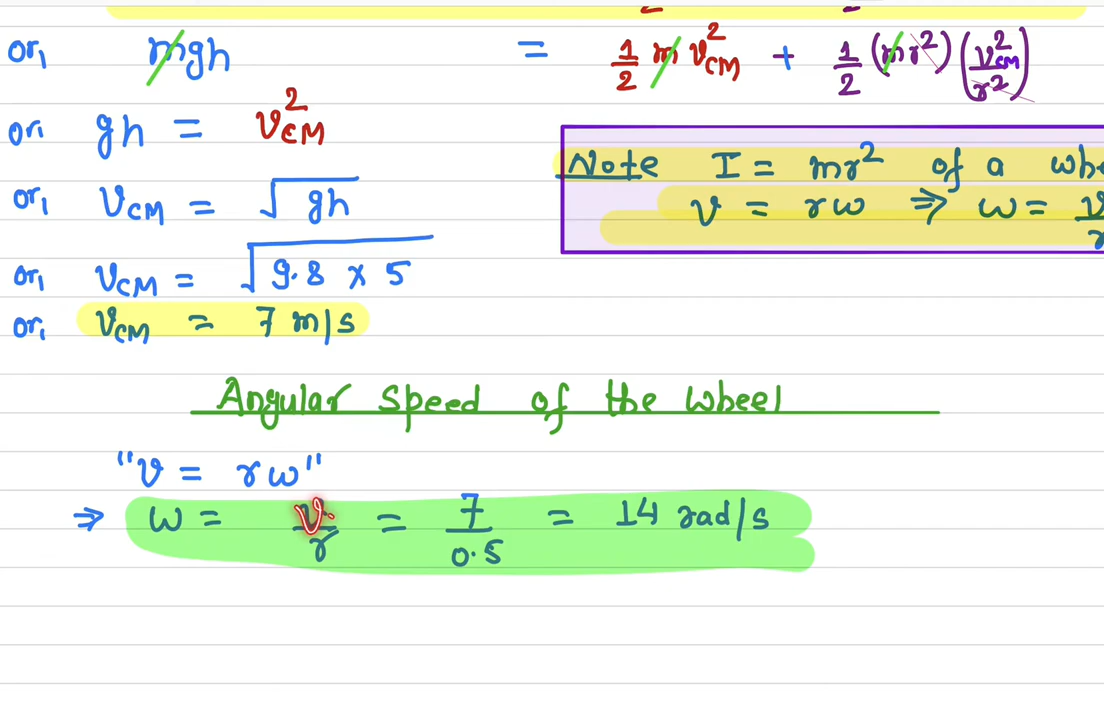 or, mgh = 1/2 m v²CM + 1/2 (mr²) (v²CM/r²)
or, gh = v²CM
Note I = mr² of a
or, vCM = √gh
v = rω ⇒ ω = v/r
or, vCM = √9.8 × 5
or, vCM = 7 m/s
Angular speed of the wheel
"v = rω"
⇒ ω = v/r = 7/0.5 = 14 rad/s